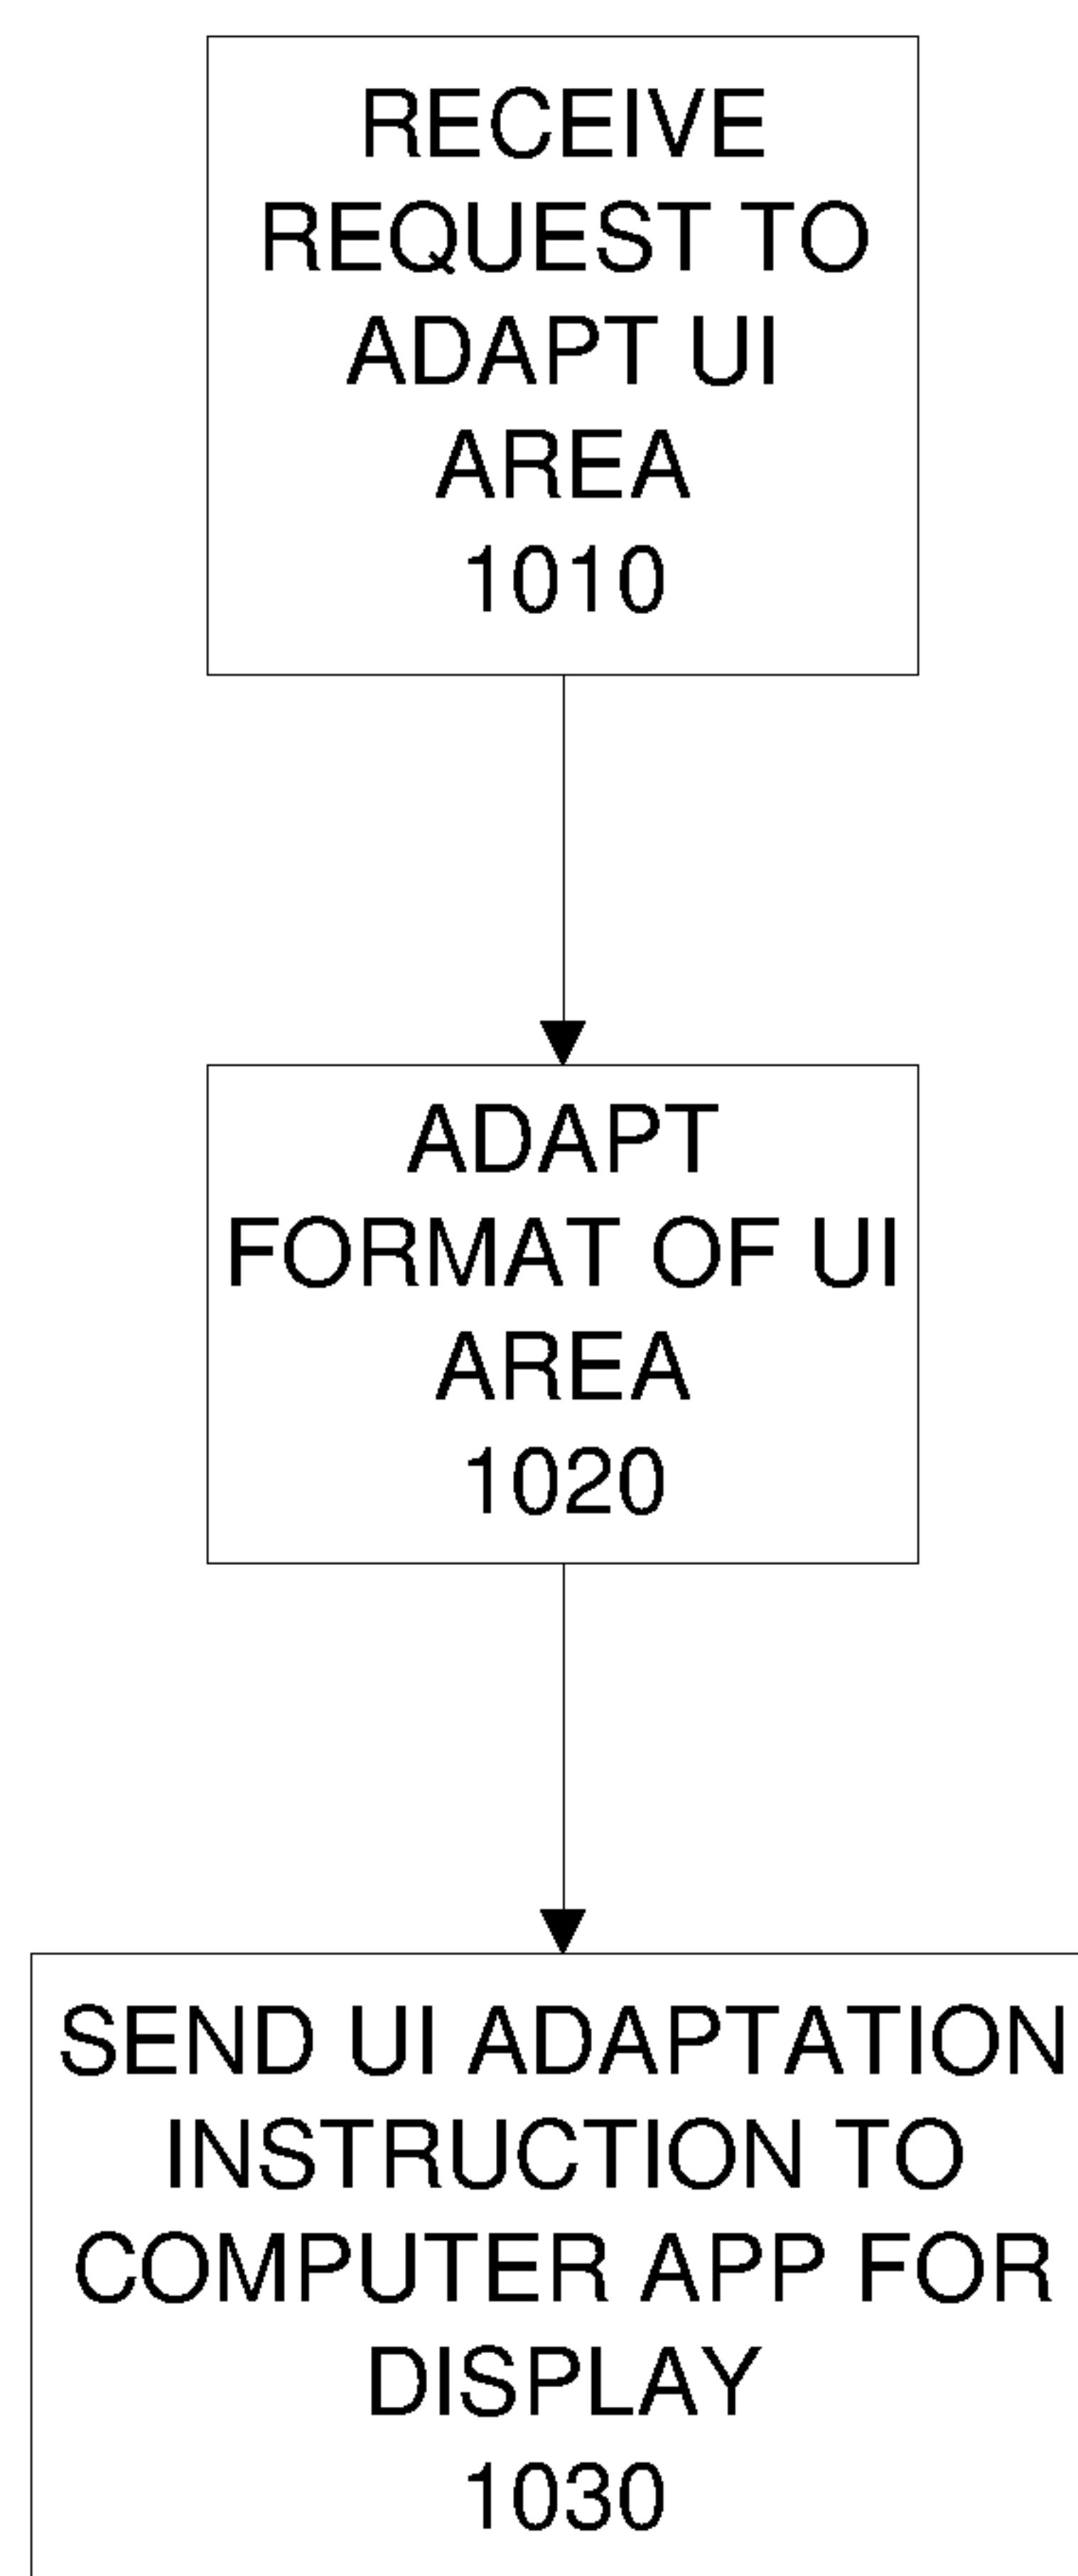 RECEIVE
REQUEST TO
ADAPT UI
AREA
1010
ADAPT
FORMAT OF UI
AREA
1020
SEND UI ADAPTATION
INSTRUCTION TO
COMPUTER APP FOR
DISPLAY
1030